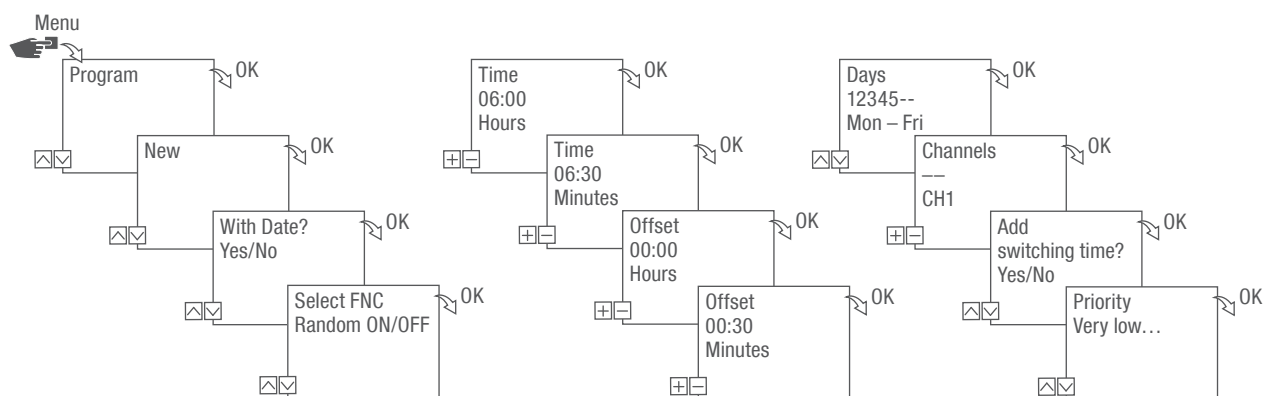 Menu
Program
OK
New
OK
With Date?
Yes/No
OK
Select FNC
Random ON/OFF
OK
Time
06:00
Hours
OK
Time
06:30
Minutes
OK
Offset
00:00
Hours
OK
Offset
00:30
Minutes
OK
Days
12345--
Mon – Fri
OK
Channels
––
CH1
OK
Add
switching time?
Yes/No
OK
Priority
Very low…
OK